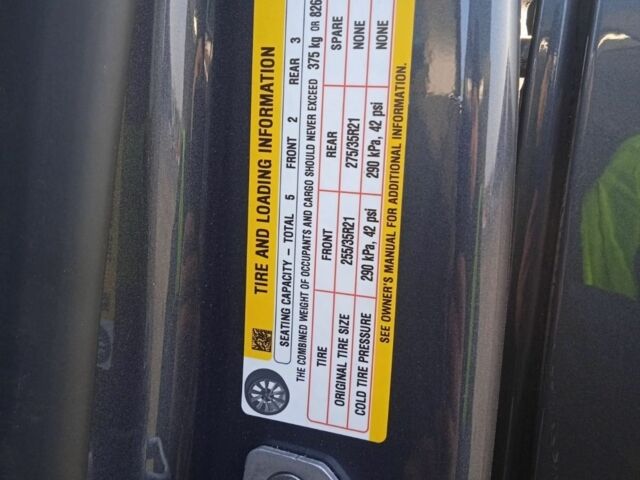 TIRE AND LOADING INFORMATION
SEATING CAPACITY – TOTAL 5 FRONT 2 REAR 3
THE COMBINED WEIGHT OF OCCUPANTS AND CARGO SHOULD NEVER EXCEED 375 kg OR 826
TIRE FRONT REAR SPARE
ORIGINAL TIRE SIZE 255/35R21 275/35R21 NONE
COLD TIRE PRESSURE 290 kPa, 42 psi 290 kPa, 42 psi NONE
SEE OWNER'S MANUAL FOR ADDITIONAL INFORMATION.